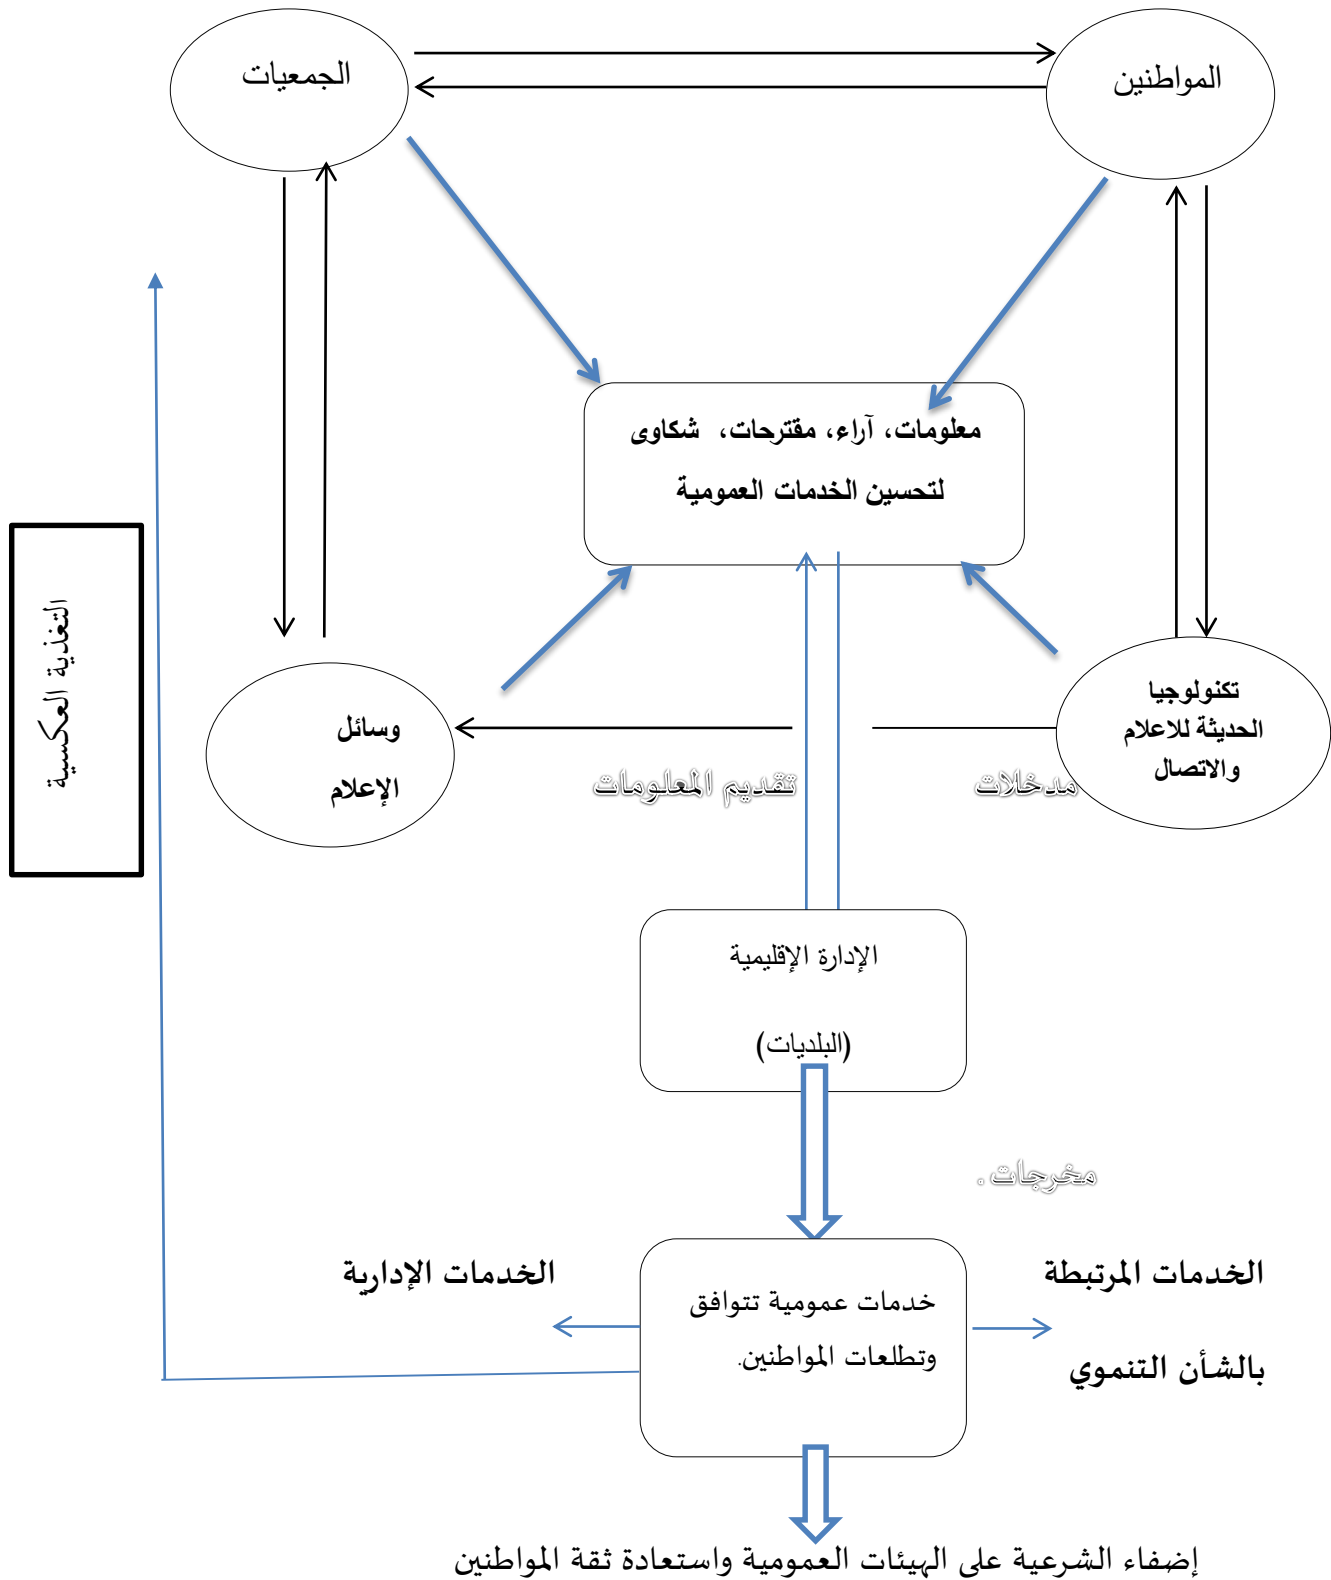 المواطنين
الجمعيات
معلومات، آراء، مقترحات، شكاوى
لتحسين الخدمات العمومية
التغذية العكسية
تكنولوجيا
الحديثة للاعلام
والاتصال
وسائل
الإعلام
مدخلات
تقديم المعلومات
الإدارة الإقليمية
(البلديات)
مخرجات .
الخدمات المرتبطة
بالشأن التنموي
خدمات عمومية تتوافق
وتطلعات المواطنين.
الخدمات الإدارية
إضفاء الشرعية على الهيئات العمومية واستعادة ثقة المواطنين